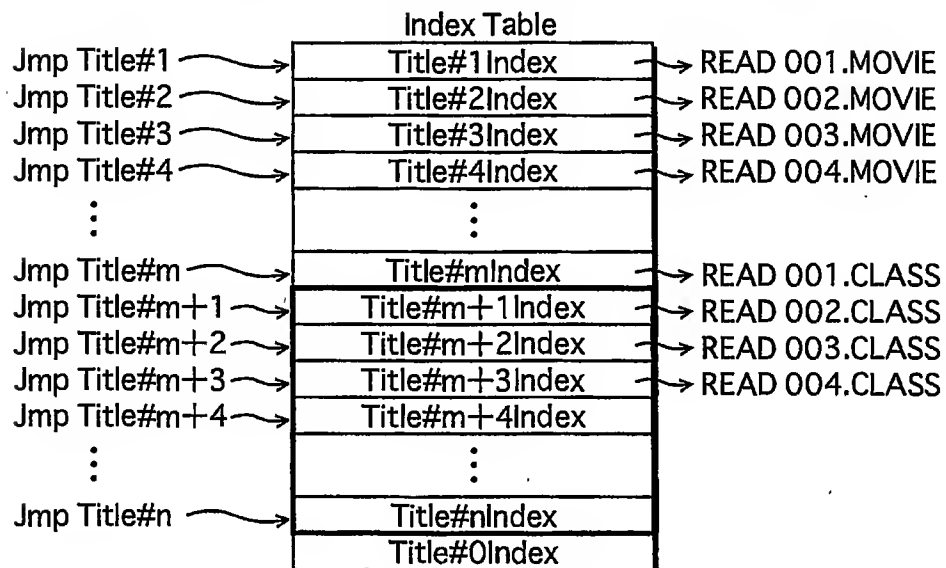 Index Table
Jmp Title#1 Title#1Index READ 001.MOVIE
Jmp Title#2 Title#2Index READ 002.MOVIE
Jmp Title#3 Title#3Index READ 003.MOVIE
Jmp Title#4 Title#4Index READ 004.MOVIE
Jmp Title#m Title#mIndex READ 001.CLASS
Jmp Title#m+1 Title#m+1Index READ 002.CLASS
Jmp Title#m+2 Title#m+2Index READ 003.CLASS
Jmp Title#m+3 Title#m+3Index READ 004.CLASS
Jmp Title#m+4 Title#m+4Index
Jmp Title#n Title#nIndex
Title#0Index